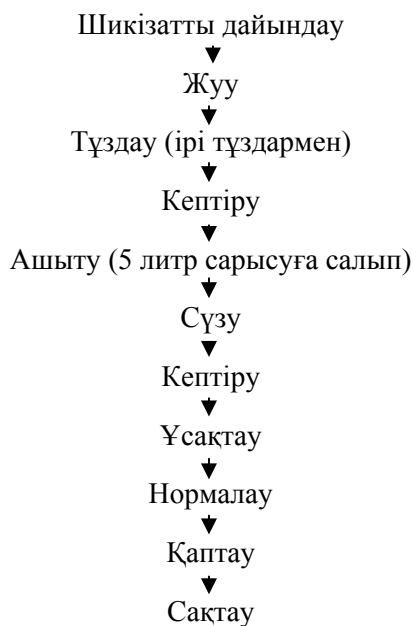 Шикізатты дайындау
Жуу
Тұздау (ірі тұздармен)
Кептіру
Ашыту (5 литр сарысуға салып)
Сүзу
Кептіру
Ұсақтау
Нормалау
Қаптау
Сақтау